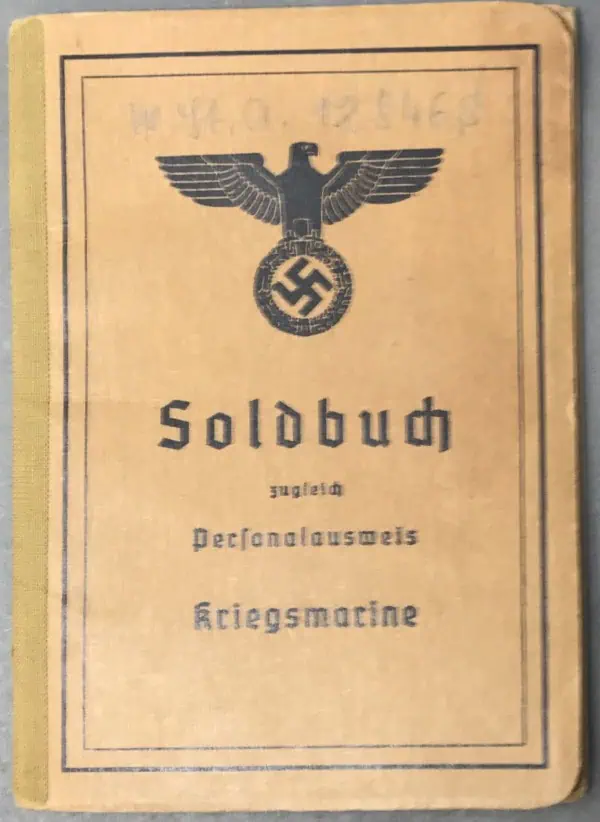 Soldbuch
zugleich
Personalausweis
Kriegsmarine